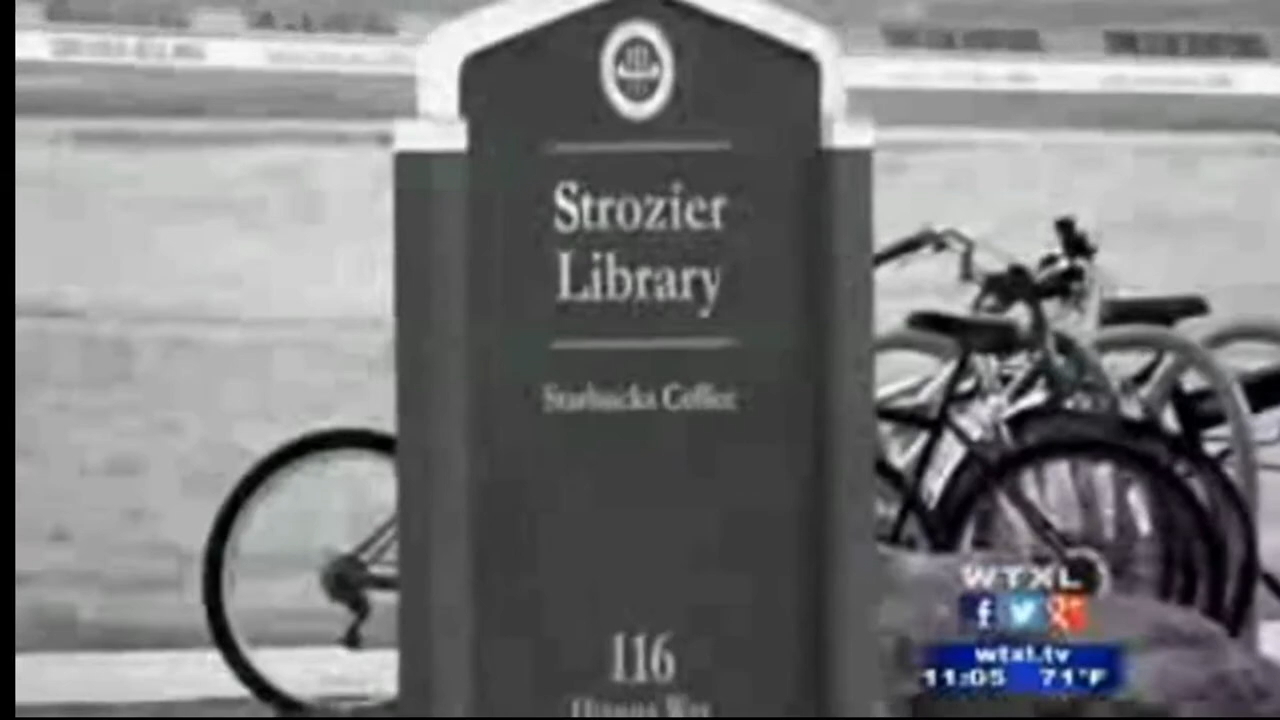 Strozier
Library
Starbucks Coffee
116
WTXL
wtxl.tv
11:05 71°F